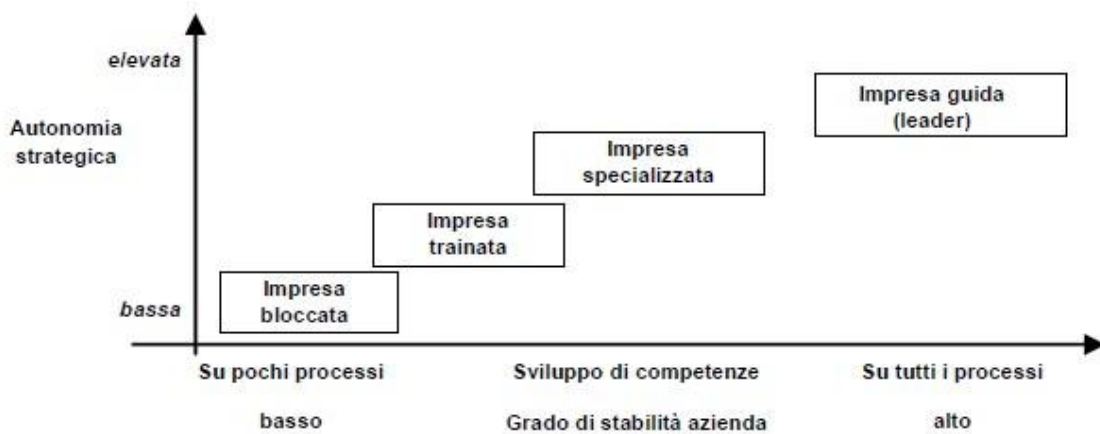 elevata
Autonomia
strategica
bassa
Impresa guida
(leader)
Impresa
specializzata
Impresa
trainata
Impresa
bloccata
Su pochi processi
Sviluppo di competenze
Su tutti i processi
basso
Grado di stabilità azienda
alto